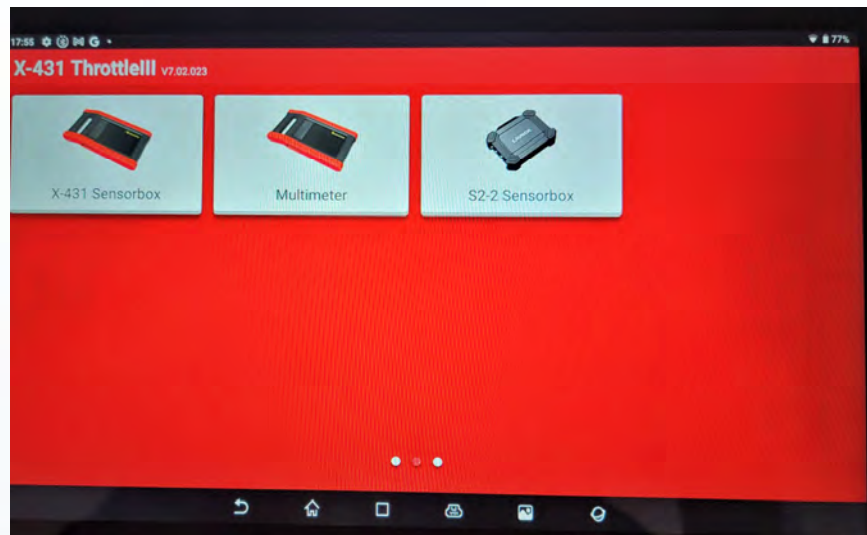 17:55
77%
X-431 ThrottleIII V7.02.023
X-431 Sensorbox
Multimeter
S2-2 Sensorbox